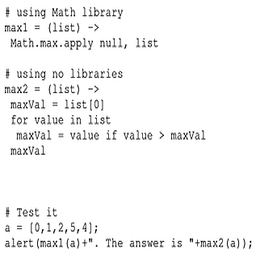 # using Math library
max1 = (list) ->
 Math.max.apply null, list
# using no libraries
max2 = (list) ->
 maxVal = list[0]
 for value in list
  maxVal = value if value > maxVal
 maxVal
# Test it
a = [0,1,2,5,4];
alert(max1(a)+". The answer is "+max2(a));